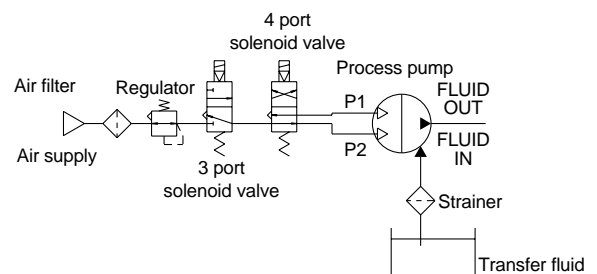 4 port
solenoid valve
Process pump
Air filter
Regulator
P1
FLUID
OUT
FLUID
IN
Air supply
P2
3 port
solenoid valve
Strainer
Transfer fluid